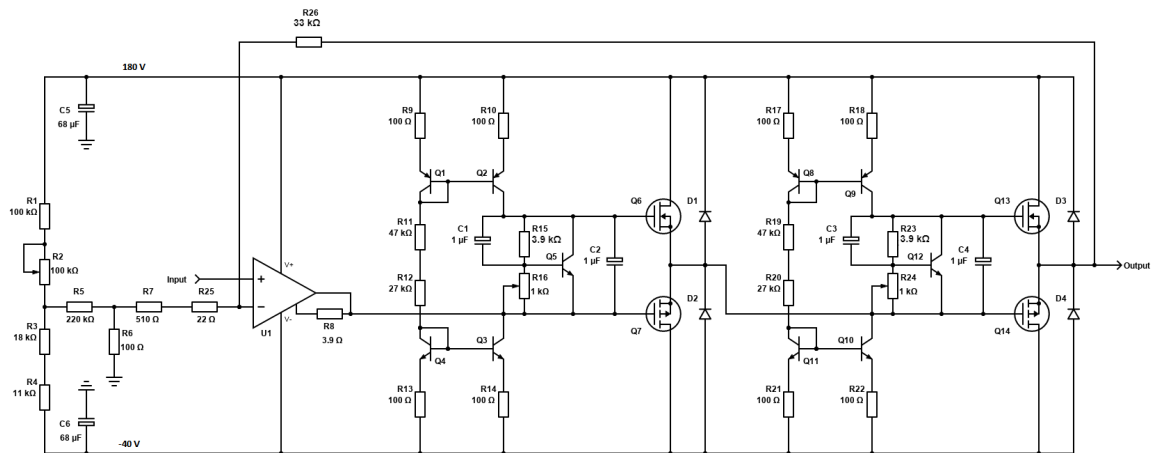 R26
33 kΩ
180 V
C5
68 µF
R9
100 Ω
R10
100 Ω
R17
100 Ω
R18
100 Ω
Q1
Q2
Q8
Q9
R1
100 kΩ
R2
100 kΩ
R11
47 kΩ
C1
1 µF
R15
3.9 kΩ
Q5
C2
1 µF
Q6
D1
R19
47 kΩ
C3
1 µF
R23
3.9 kΩ
Q12
C4
1 µF
Q13
D3
Input
V+
V-
U1
R12
27 kΩ
R16
1 kΩ
R20
27 kΩ
R24
1 kΩ
Output
R5
220 kΩ
R7
510 Ω
R25
22 Ω
R8
3.9 Ω
Q7
D2
Q14
D4
R3
18 kΩ
R6
100 Ω
Q4
Q3
Q11
Q10
R4
11 kΩ
C6
68 µF
R13
100 Ω
R14
100 Ω
R21
100 Ω
R22
100 Ω
-40 V